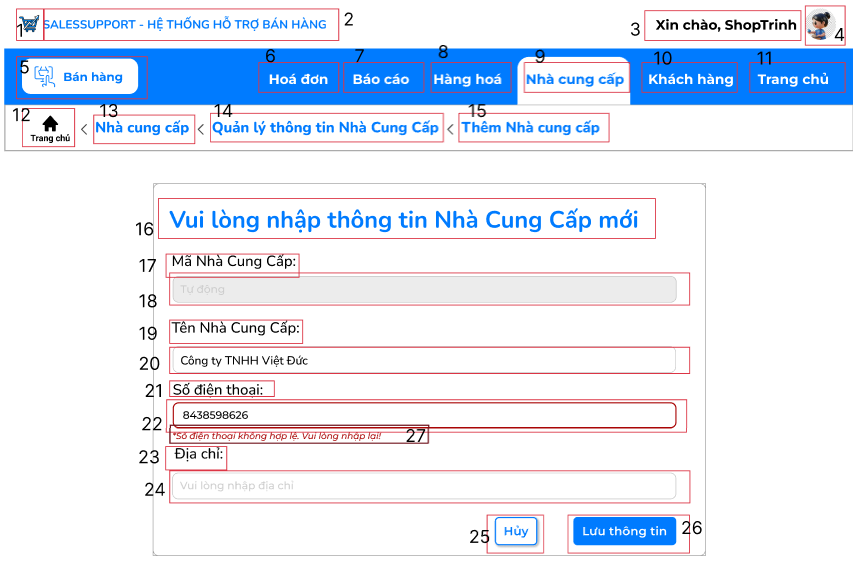 1
SALESSUPPORT - HỆ THỐNG HỖ TRỢ BÁN HÀNG
2
3
Xin chào, ShopTrinh
4
5
Bán hàng
6
Hoá đơn
7
Báo cáo
8
Hàng hoá
9
Nhà cung cấp
10
Khách hàng
11
Trang chủ
12
Trang chủ
13
< Nhà cung cấp
14
< Quản lý thông tin Nhà Cung Cấp
15
< Thêm Nhà cung cấp
16
Vui lòng nhập thông tin Nhà Cung Cấp mới
17
Mã Nhà Cung Cấp:
18
Tự động
19
Tên Nhà Cung Cấp:
20
Công ty TNHH Việt Đức
21
Số điện thoai:
22
8438598626
*Số điện thoại không hợp lệ. Vui lòng nhập lại!
27
23
Địa chỉ:
24
Vui lòng nhập địa chỉ
25
Hủy
Lưu thông tin
26